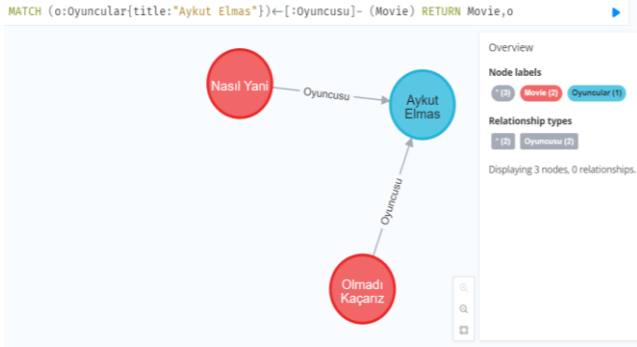 MATCH (o:Oyuncular{title:"Aykut Elmas"})<-[:Oyuncusu]- (Movie) RETURN Movie,o
Nasıl Yani
Oyuncusu
Aykut
Elmas
Oyuncusu
Olmadı
Kaçarız
Overview
Node labels
* (3) Movie (2) Oyuncular (1)
Relationship types
* (2) Oyuncusu (2)
Displaying 3 nodes, 0 relationships.